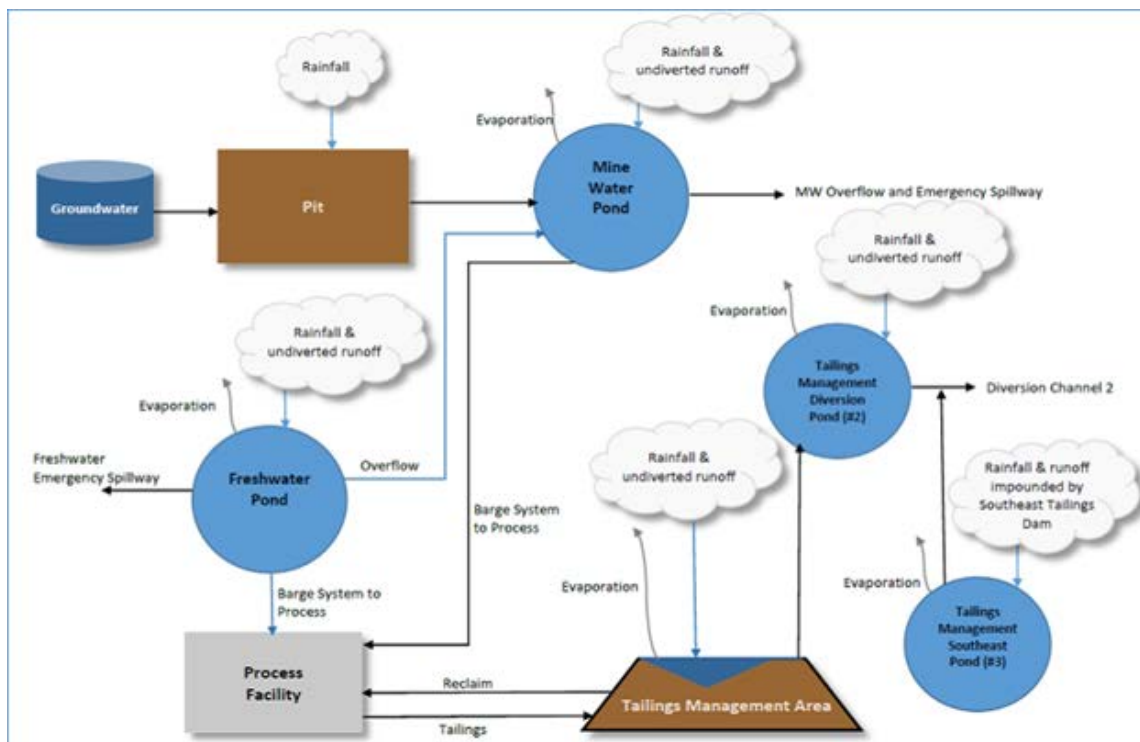 Rainfall
Rainfall &
undiverted runoff
Evaporation
Mine
Water
Pond
Groundwater
Pit
MW Overflow and Emergency Spillway
Rainfall &
undiverted runoff
Evaporation
Rainfall &
undiverted runoff
Tailings
Management
Diversion
Pond (#2)
Diversion Channel 2
Evaporation
Freshwater
Emergency Spillway
Freshwater
Pond
Overflow
Rainfall &
undiverted runoff
Rainfall & runoff
impounded by
Southeast Tailings
Dam
Barge System
to Process
Evaporation
Evaporation
Barge System to
Process
Tailings
Management
Southeast
Pond (#3)
Process
Facility
Reclaim
Tailings
Tailings Management Area